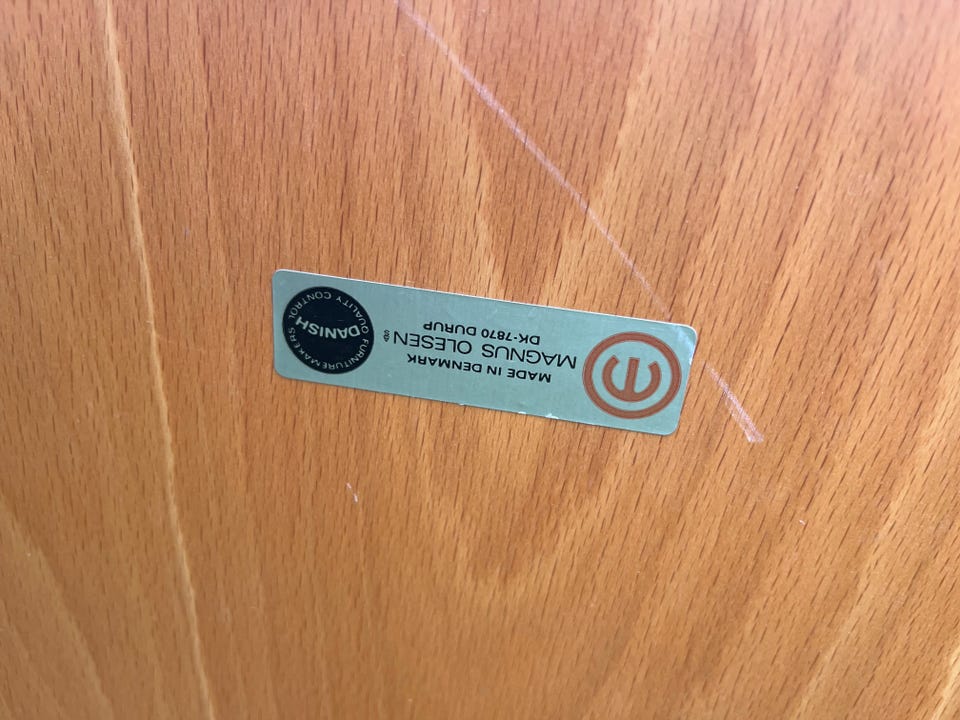 MADE IN DENMARK
MAGNUS OLESEN
DK-7870 DURUP
DANISH
FURNITUREMAKERS
QUALITY CONTROL